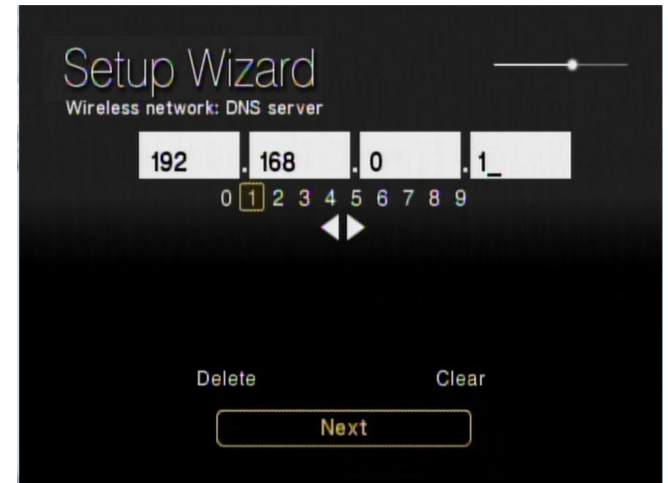 Setup Wizard
Wireless network: DNS server
192 . 168 . 0 . 1_
0 1 2 3 4 5 6 7 8 9
Delete Clear
Next